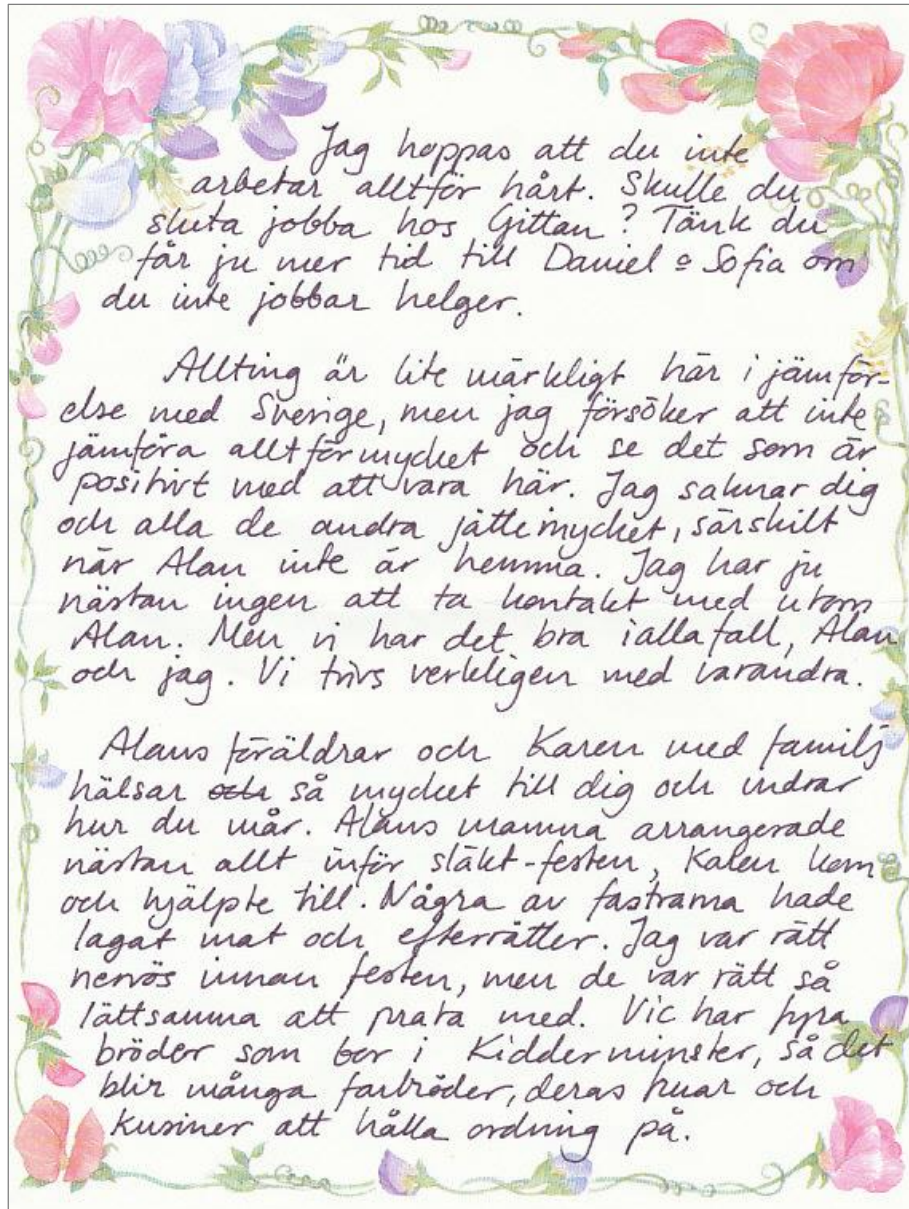 Jag hoppas att du inte
arbetar alltför hårt. Skulle du
sluta jobba hos Gittan? Tänk du
får ju mer tid till Daniel o Sofia om
du inte jobbar helger.
Allting är lite märkligt här i jämför-
else med Sverige, men jag försöker att inte
jämföra alltför mycket och se det som är
positivt med att vara här. Jag saknar dig
och alla de andra jättemycket, särskilt
när Alan inte är hemma. Jag har ju
nästan ingen att ta kontakt med utom
Alan. Men vi har det bra iallafall, Alan
och jag. Vi trivs verkligen med varandra.
Alans föräldrar och Karen med familj
hälsar och så mycket till dig och undrar
hur du mår. Alans mamma arrangerade
nästan allt inför släkt-festen, Karen kom
och hjälpte till. Några av fastrarna hade
lagat mat och efterrätter. Jag var rätt
nervös innan festen, men de var rätt så
lättsamma att prata med. Vic har fyra
bröder som bor i Kidderminster, så det
blir många farbröder, deras fruar och
kusiner att hålla ordning på.